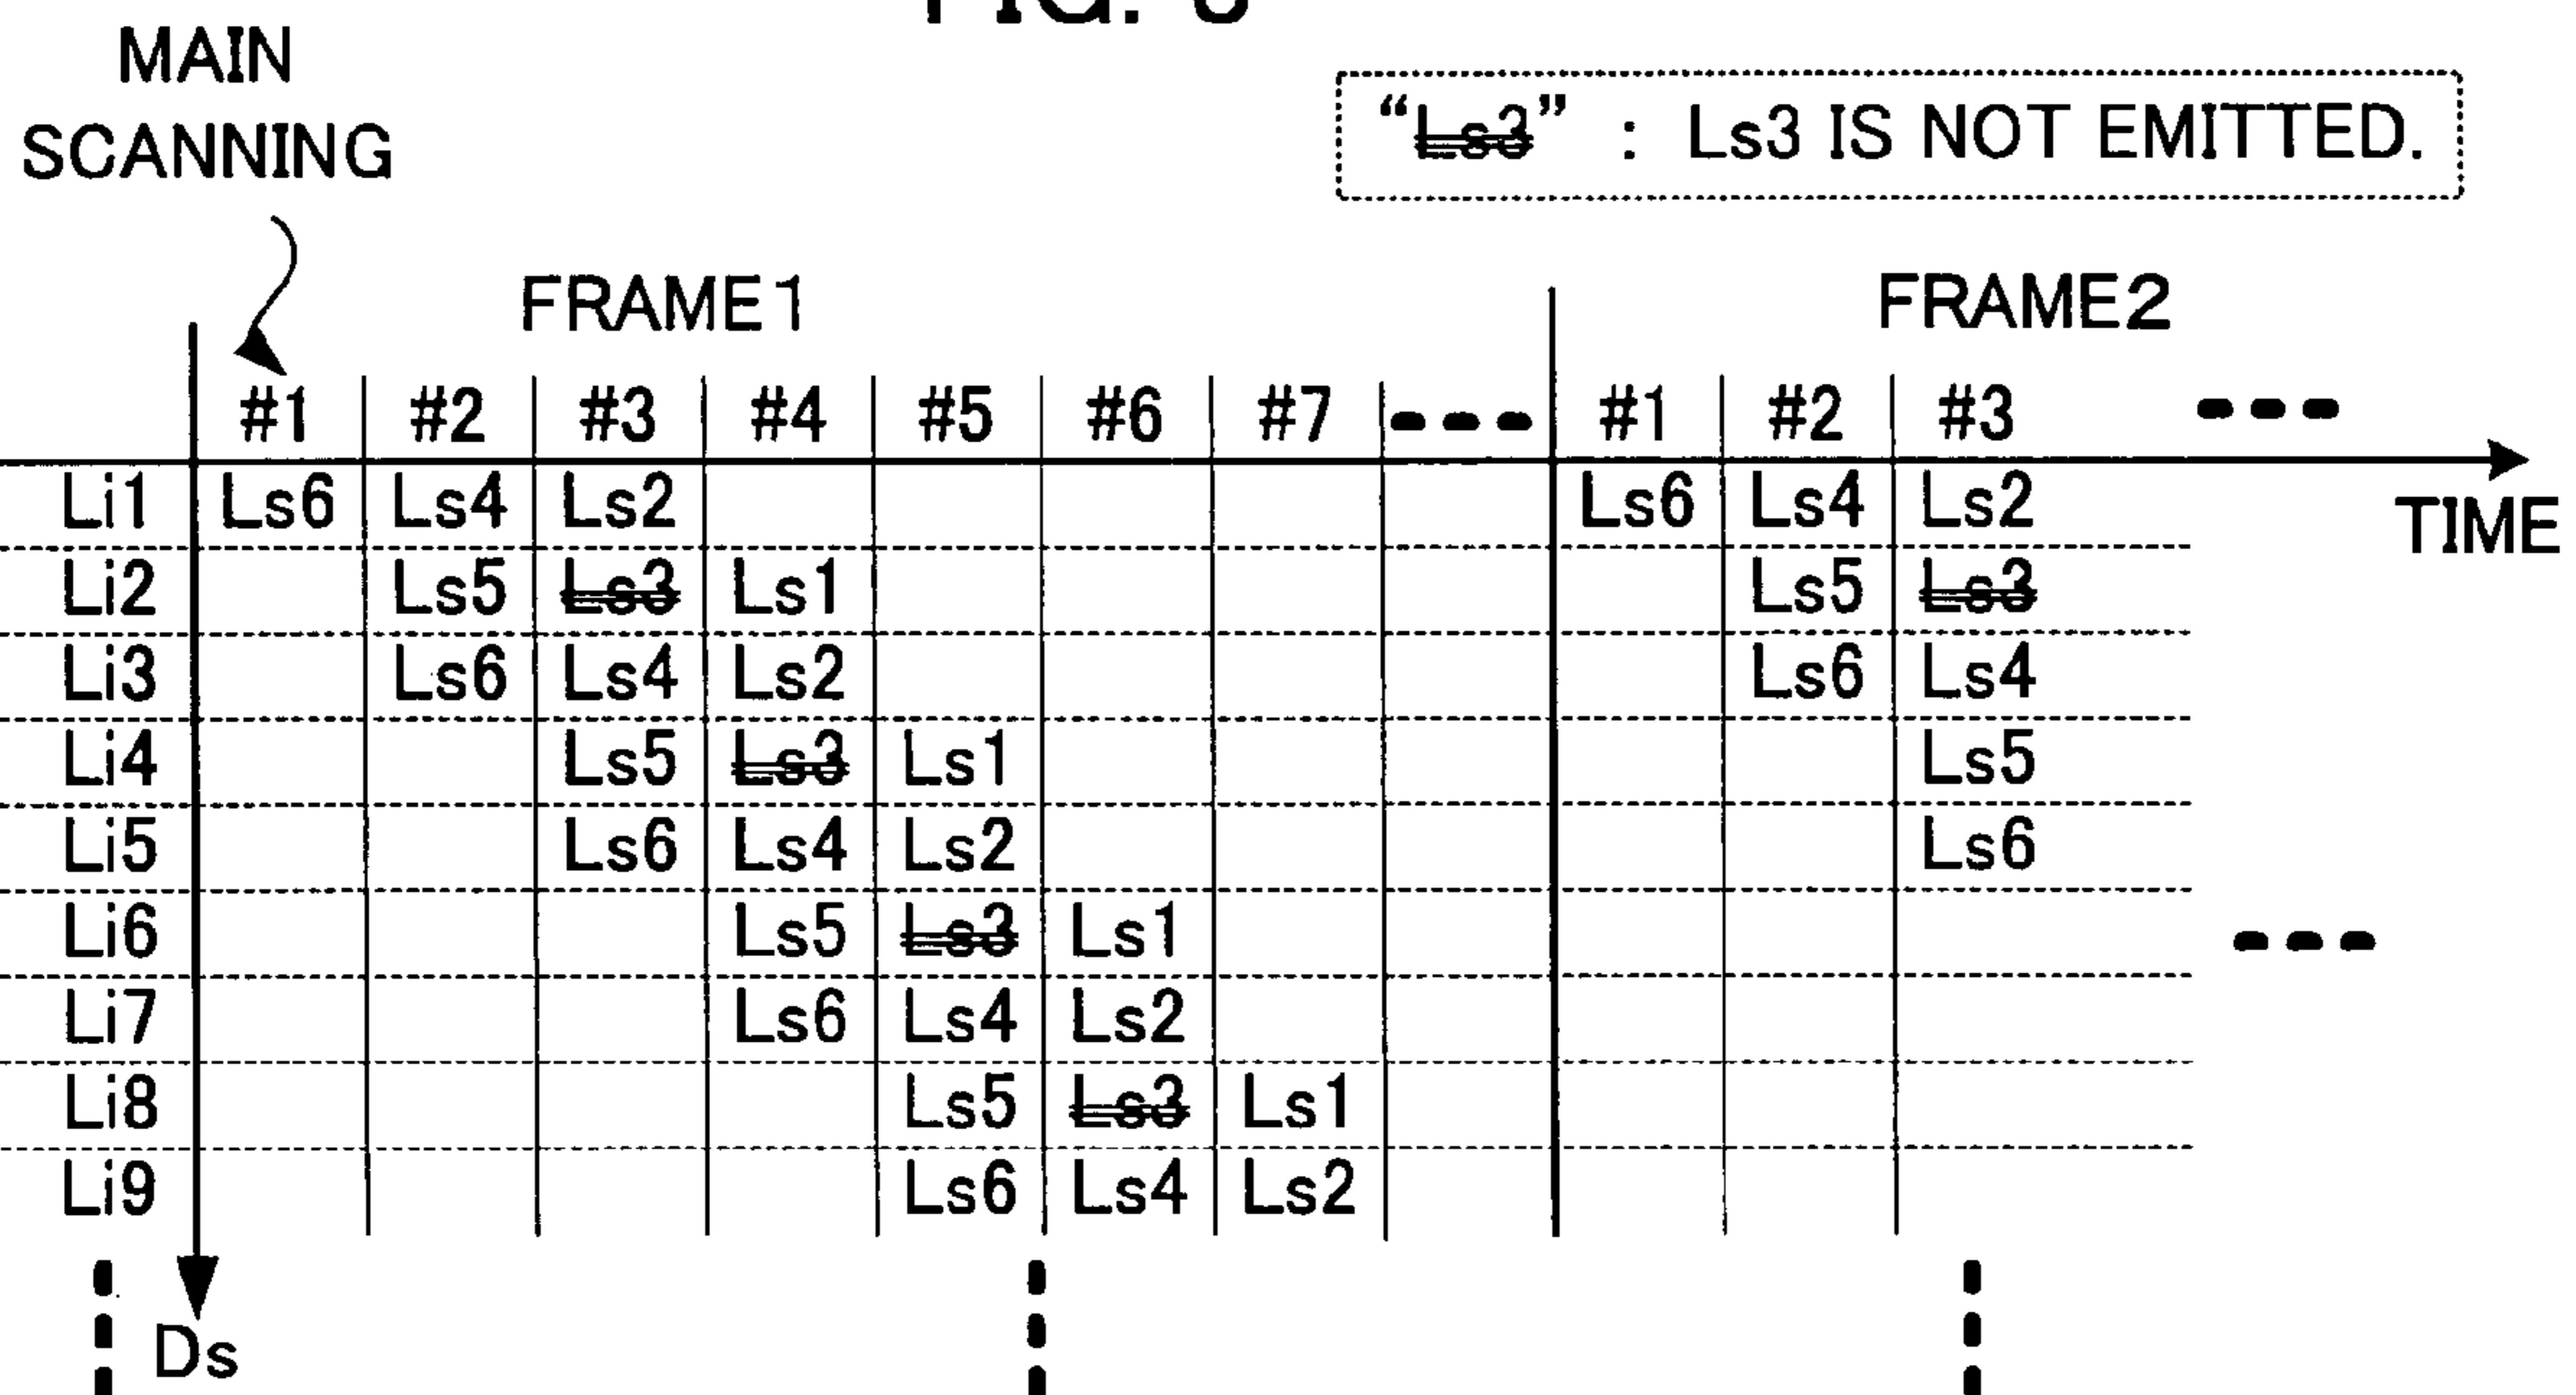 MAIN
SCANNING
“~~Ls3~~” : Ls3 IS NOT EMITTED.
FRAME1 FRAME2
#1 #2 #3 #4 #5 #6 #7 #1 #2 #3
TIME
Li1 Ls6 Ls4 Ls2 Ls6 Ls4 Ls2
Li2 Ls5 ~~Ls3~~ Ls1 Ls5 ~~Ls3~~
Li3 Ls6 Ls4 Ls2 Ls6 Ls4
Li4 Ls5 ~~Ls3~~ Ls1 Ls5
Li5 Ls6 Ls4 Ls2 Ls6
Li6 Ls5 ~~Ls3~~ Ls1
Li7 Ls6 Ls4 Ls2
Li8 Ls5 ~~Ls3~~ Ls1
Li9 Ls6 Ls4 Ls2
Ds